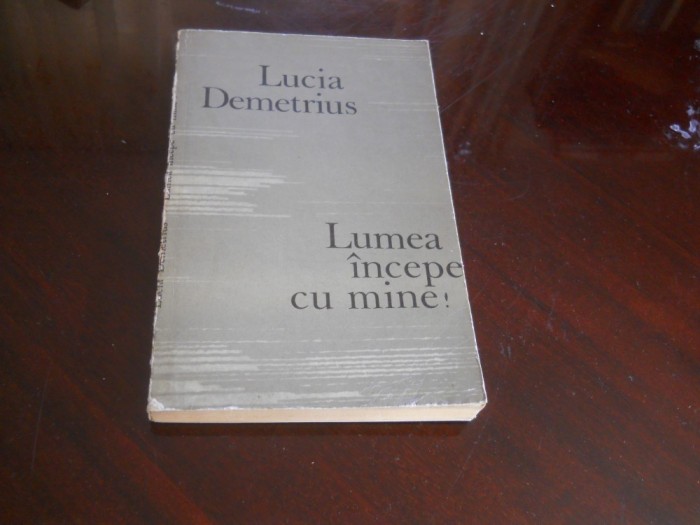 Lucia
Demetrius
Lumea
începe
cu mine!